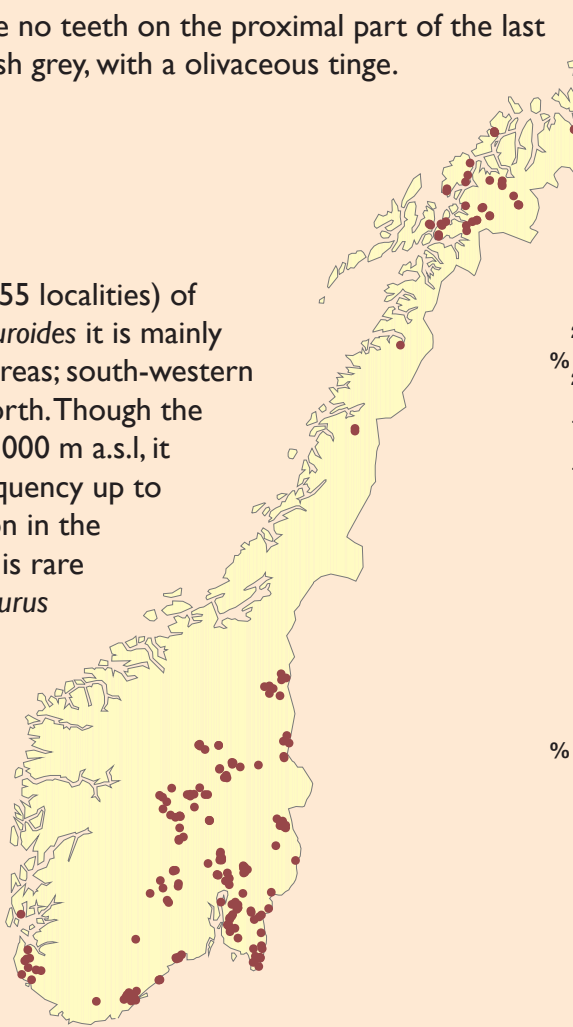 e no teeth on the proximal part of the last
sh grey, with a olivaceous tinge.
55 localities) of
uroides it is mainly
reas; south-western
orth. Though the
000 m a.s.l, it
quency up to
on in the
is rare
urus
%
%